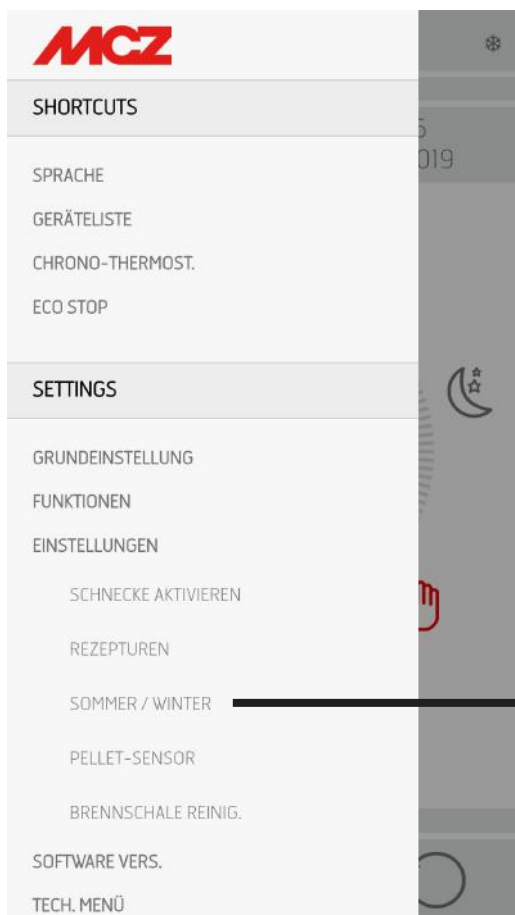 MCZ
SHORTCUTS
SPRACHE
GERÄTELISTE
CHRONO-THERMOST.
ECO STOP
SETTINGS
GRUNDEINSTELLUNG
FUNKTIONEN
EINSTELLUNGEN
SCHNECKE AKTIVIEREN
REZEPTUREN
SOMMER / WINTER
PELLET-SENSOR
BRENNSCHALE REINIG.
SOFTWARE VERS.
TECH. MENÜ
019